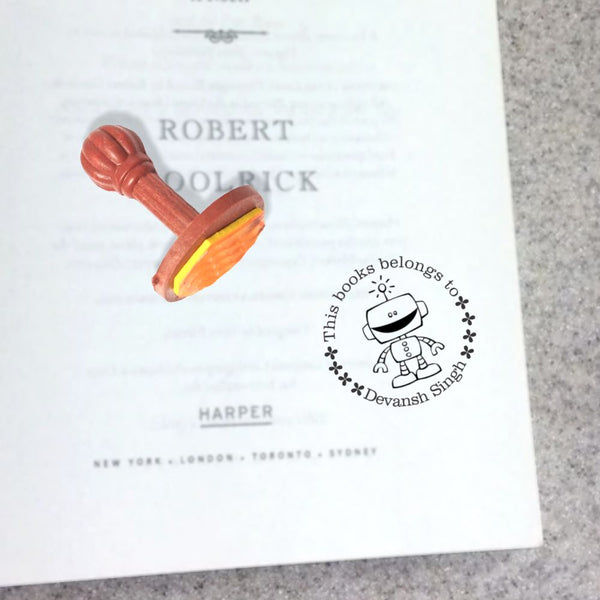 ROBERT
OOLRICK
This books belongs to
Devansh Singh
HARPER
NEW YORK • LONDON • TORONTO • SYDNEY